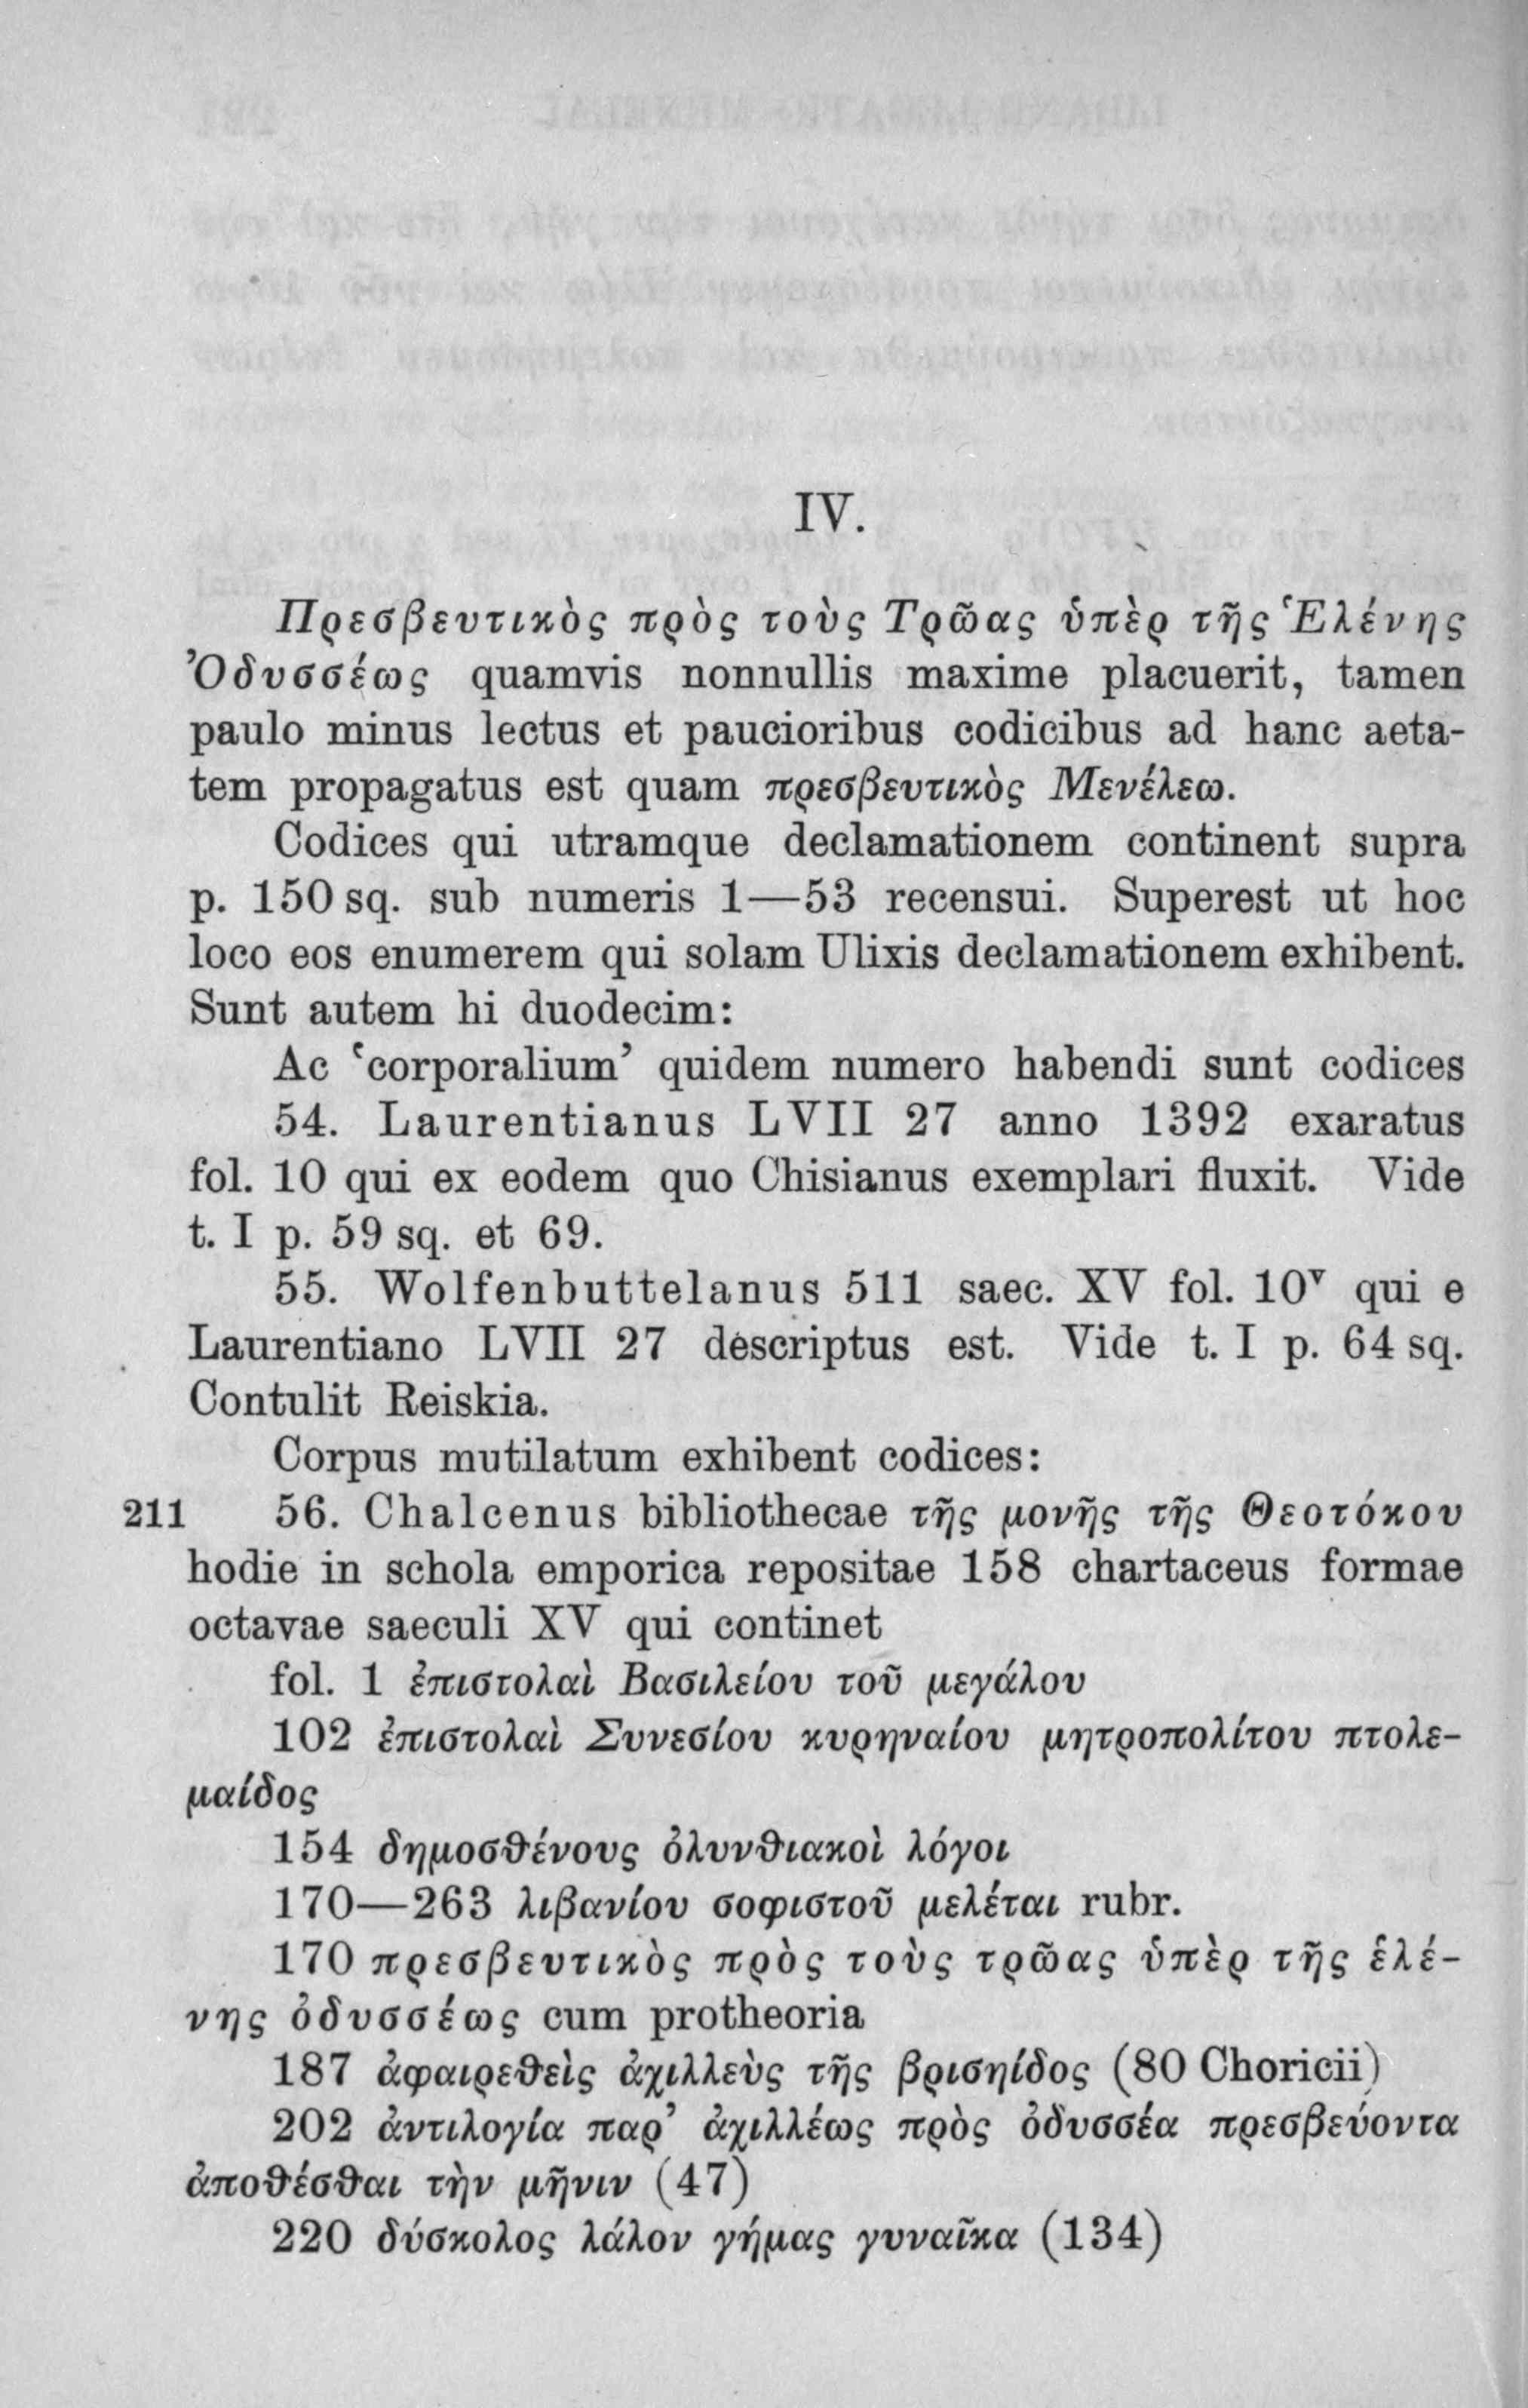 IV.
Πρεσβευτικὸς πρὸς τοὺς Τρῶας ὑπὲρ τῆς Ἑλένης
Ὀδυσσέως quamvis nonnullis maxime placuerit, tamen
paulo minus lectus et paucioribus codicibus ad hanc aeta-
tem propagatus est quam πρεσβευτικὸς Μενέλεω.
Codices qui utramque declamationem continent supra
p. 150 sq. sub numeris 1—53 recensui. Superest ut hoc
loco eos enumerem qui solam Ulixis declamationem exhibent.
Sunt autem hi duodecim:
Ac ‘corporalium’ quidem numero habendi sunt codices
54. Laurentianus LVII 27 anno 1392 exaratus
fol. 10 qui ex eodem quo Chisianus exemplari fluxit. Vide
t. I p. 59 sq. et 69.
55. Wolfenbuttelanus 511 saec. XV fol. 10ᵛ qui e
Laurentiano LVII 27 descriptus est. Vide t. I p. 64 sq.
Contulit Reiskia.
Corpus mutilatum exhibent codices:
211 56. Chalcenus bibliothecae τῆς μονῆς τῆς Θεοτόκου
hodie in schola emporica repositae 158 chartaceus formae
octavae saeculi XV qui continet
fol. 1 ἐπιστολαὶ Βασιλείου τοῦ μεγάλου
102 ἐπιστολαὶ Συνεσίου κυρηναίου μητροπολίτου πτολε-
μαίδος
154 δημοσθένους ὀλυνθιακοὶ λόγοι
170—263 λιβανίου σοφιστοῦ μελέται rubr.
170 πρεσβευτικὸς πρὸς τοὺς τρῶας ὑπὲρ τῆς ἑλέ-
νης ὀδυσσέως cum protheoria
187 ἀφαιρεθεὶς ἀχιλλεὺς τῆς βρισηίδος (80 Choricii)
202 ἀντιλογία παρ’ ἀχιλλέως πρὸς ὀδυσσέα πρεσβεύοντα
ἀποθέσθαι τὴν μῆνιν (47)
220 δύσκολος λάλον γήμας γυναῖκα (134)